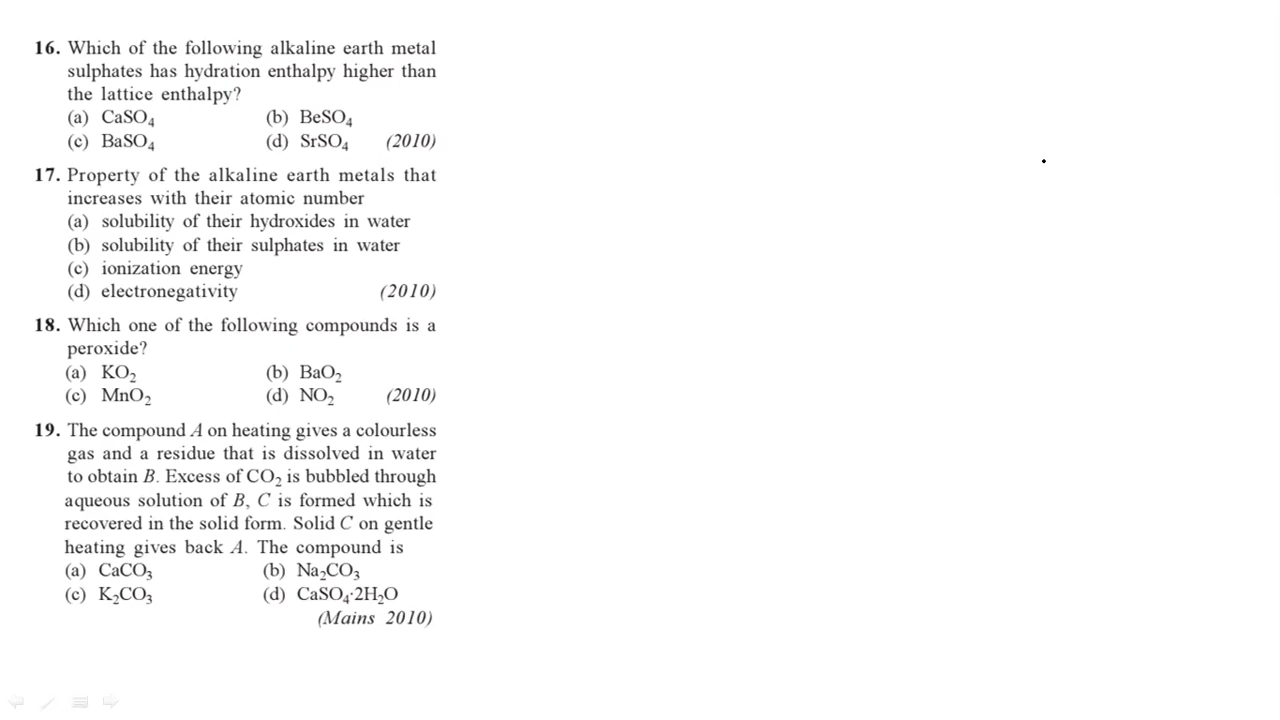 16. Which of the following alkaline earth metal
sulphates has hydration enthalpy higher than
the lattice enthalpy?
(a) CaSO₄ (b) BeSO₄
(c) BaSO₄ (d) SrSO₄ (2010)
17. Property of the alkaline earth metals that
increases with their atomic number
(a) solubility of their hydroxides in water
(b) solubility of their sulphates in water
(c) ionization energy
(d) electronegativity (2010)
18. Which one of the following compounds is a
peroxide?
(a) KO₂ (b) BaO₂
(c) MnO₂ (d) NO₂ (2010)
19. The compound A on heating gives a colourless
gas and a residue that is dissolved in water
to obtain B. Excess of CO₂ is bubbled through
aqueous solution of B, C is formed which is
recovered in the solid form. Solid C on gentle
heating gives back A. The compound is
(a) CaCO₃ (b) Na₂CO₃
(c) K₂CO₃ (d) CaSO₄·2H₂O
(Mains 2010)